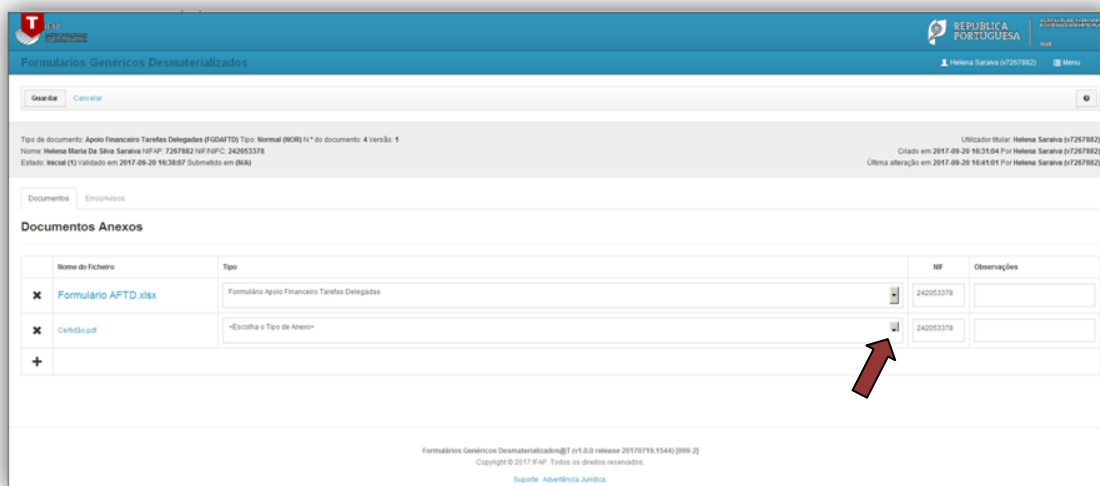 T
IFAP
REPÚBLICA
PORTUGUESA
MAR
Formulários Genéricos Desmaterializados
Helena Saraiva (v7267882) Menu
Guardar Cancelar
Tipo de documento: Apoio Financeiro Tarefas Delegadas (FGDAFTD) Tipo: Normal (NOR) N.º do documento: 4 Versão: 1
Utilizador titular: Helena Saraiva (v7267882)
Nome: Helena Maria Da Silva Saraiva NIFAP: 7267882 NIF/NIPC: 242053378
Criado em 2017-09-20 16:31:04 Por Helena Saraiva (v7267882)
Estado: Inicial (1) Validado em 2017-09-20 16:38:07 Submetido em (N/A)
Última alteração em 2017-09-20 16:41:01 Por Helena Saraiva (v7267882)
Documentos Erros/Avisos
Documentos Anexos
Nome do Ficheiro Tipo NIF Observações
Formulário AFTD.xlsx Formulário Apoio Financeiro Tarefas Delegadas 242053378
Certidão.pdf <Escolha o Tipo de Anexo> 242053378
Formulários Genéricos Desmaterializados@T (v1.0.0 release 20170719.1544) [099-2]
Copyright © 2017 IFAP. Todos os direitos reservados.
Suporte Advertência Jurídica